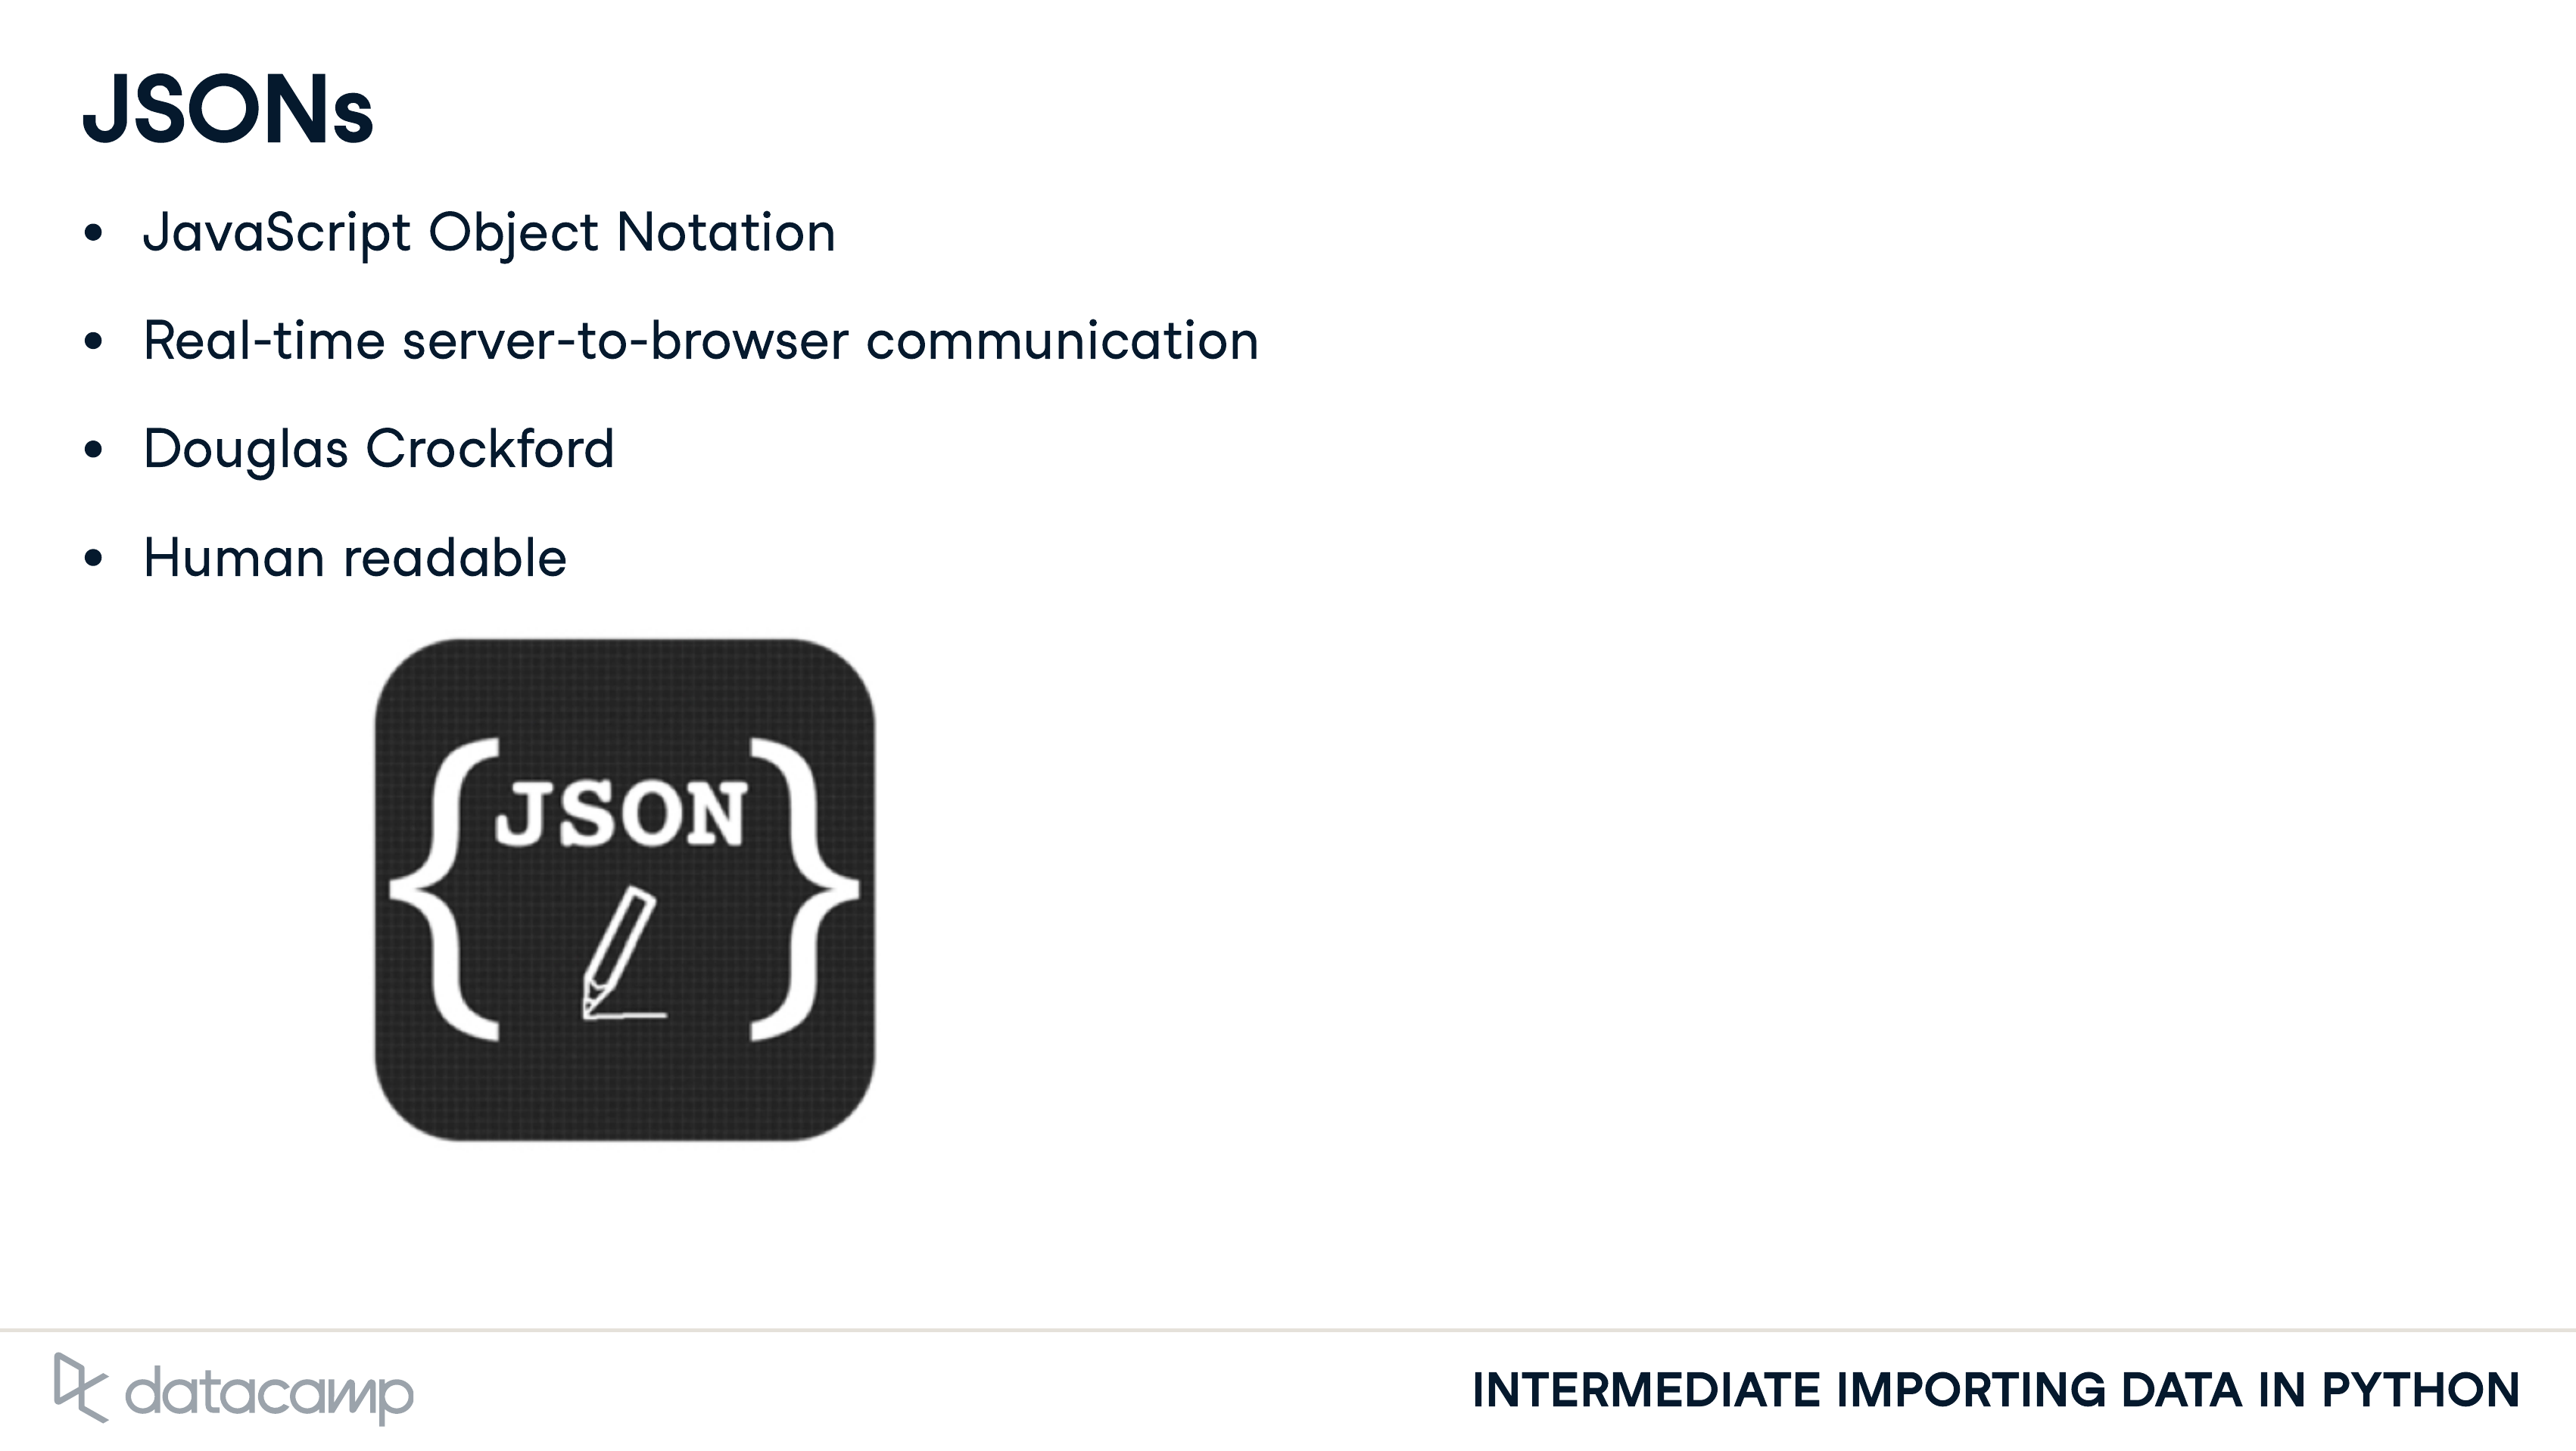 JSONs
• JavaScript Object Notation
• Real-time server-to-browser communication
• Douglas Crockford
• Human readable
{JSON}
datacamp
INTERMEDIATE IMPORTING DATA IN PYTHON